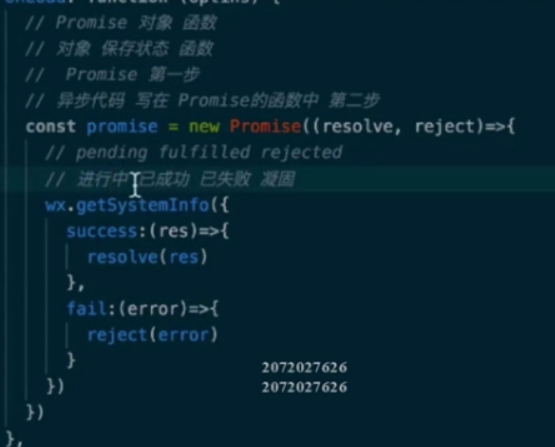 // Promise 对象 函数
// 对象 保存状态 函数
//  Promise 第一步
// 异步代码 写在 Promise的函数中 第二步
const promise = new Promise((resolve, reject)=>{
// pending fulfilled rejected
// 进行中 已成功 已失败 凝固
wx.getSystemInfo({
success:(res)=>{
resolve(res)
},
fail:(error)=>{
reject(error)
}
2072027626
2072027626
})
})
},